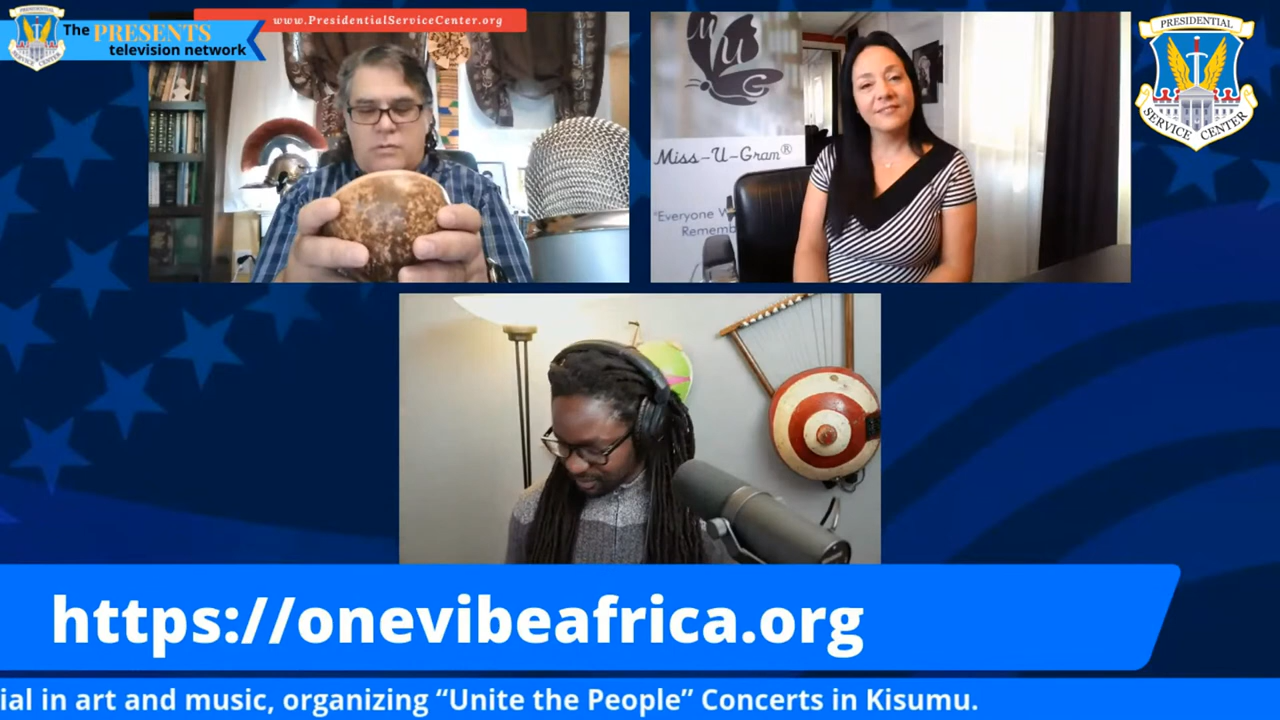 The PRESENTS
television network
www.PresidentialServiceCenter.org
PRESIDENTIAL
SERVICE CENTER
MUG
Miss-U-Gram®
"Everyone W
Rememb
https://onevibeafrica.org
ial in art and music, organizing “Unite the People” Concerts in Kisumu.